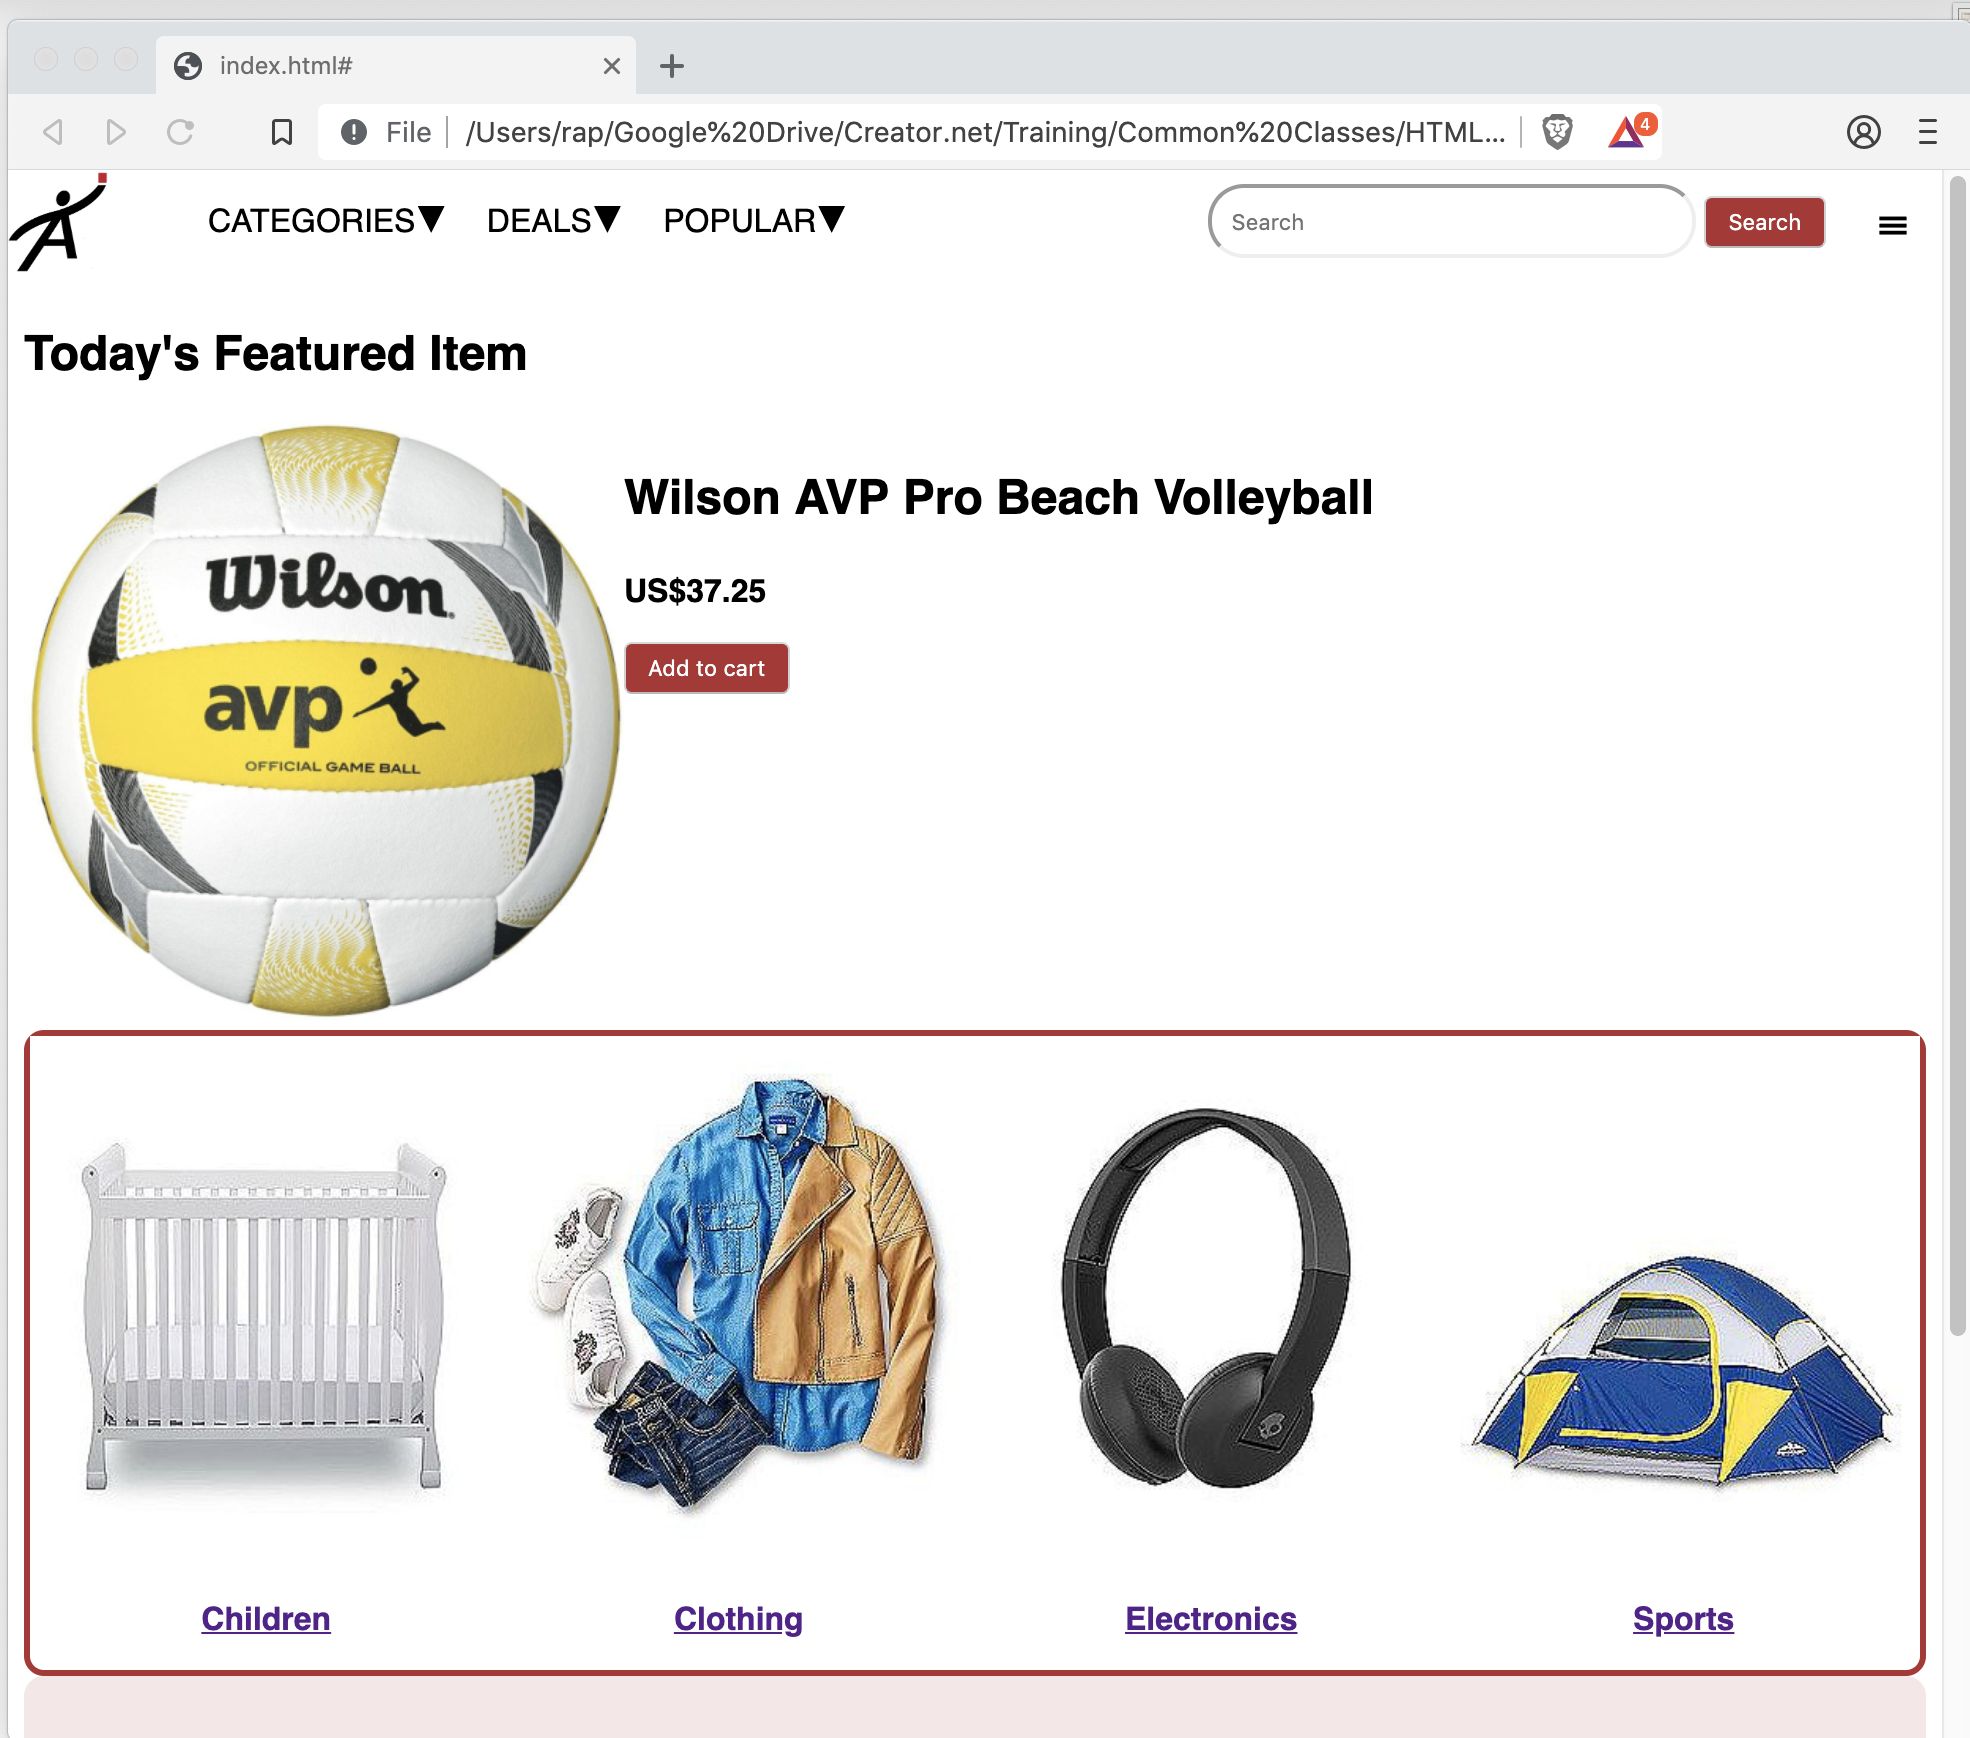 index.html#
File /Users/rap/Google%20Drive/Creator.net/Training/Common%20Classes/HTML... 4
CATEGORIES▼ DEALS▼ POPULAR▼ Search Search
Today's Featured Item
Wilson AVP Pro Beach Volleyball
US$37.25
Add to cart
Wilson
avp
OFFICIAL GAME BALL
Children Clothing Electronics Sports